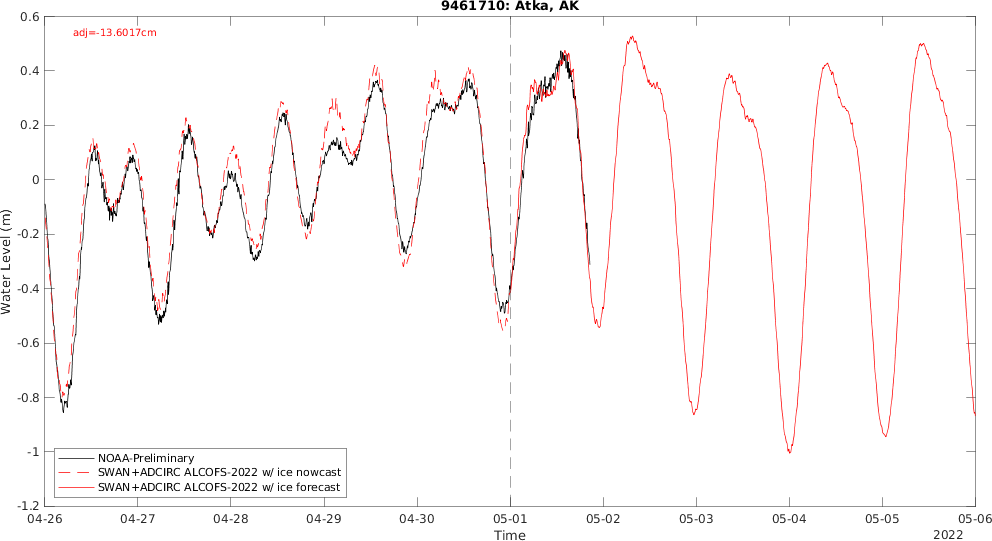 9461710: Atka, AK
adj=-13.6017cm
0.6
0.4
0.2
0
-0.2
-0.4
-0.6
-0.8
-1
-1.2
Water Level (m)
NOAA-Preliminary
SWAN+ADCIRC ALCOFS-2022 w/ ice nowcast
SWAN+ADCIRC ALCOFS-2022 w/ ice forecast
04-26 04-27 04-28 04-29 04-30 05-01 05-02 05-03 05-04 05-05 05-06
Time
2022